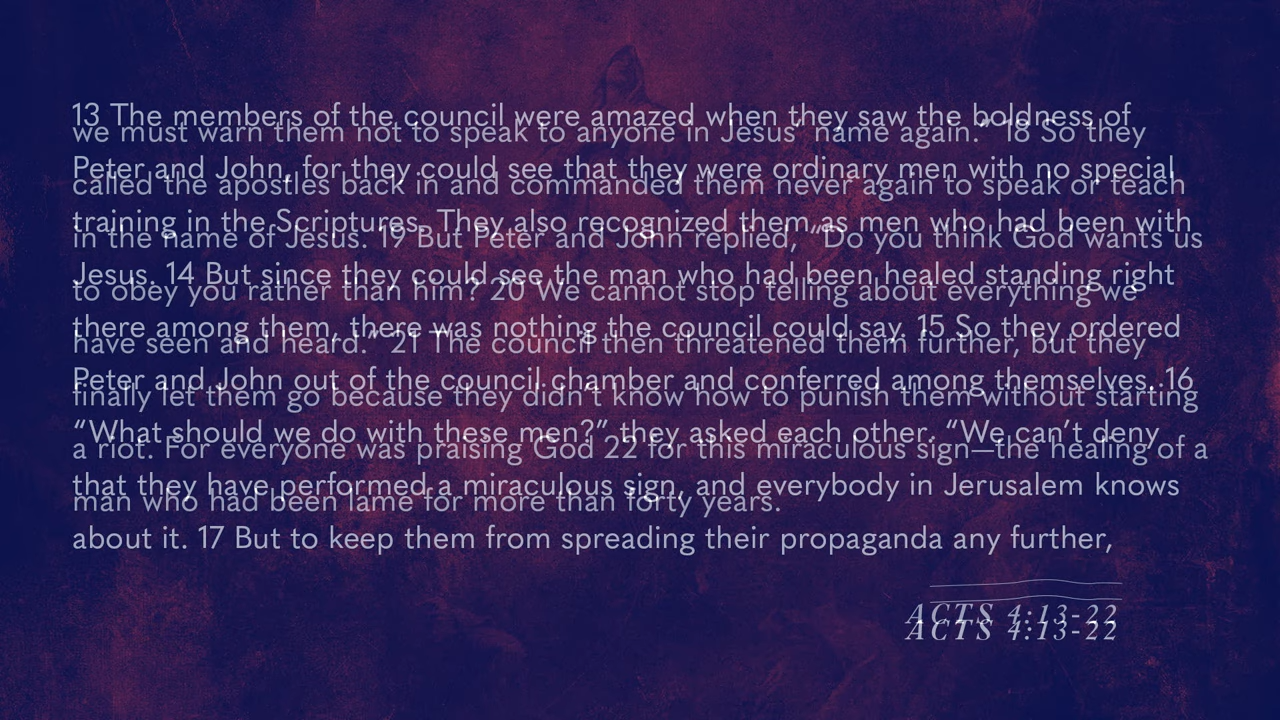 13 The members of the council were amazed when they saw the boldness of
Peter and John, for they could see that they were ordinary men with no special
training in the Scriptures. They also recognized them as men who had been with
Jesus. 14 But since they could see the man who had been healed standing right
there among them, there was nothing the council could say. 15 So they ordered
Peter and John out of the council chamber and conferred among themselves. 16
“What should we do with these men?” they asked each other. “We can’t deny
that they have performed a miraculous sign, and everybody in Jerusalem knows
about it. 17 But to keep them from spreading their propaganda any further,
ACTS 4:13-22
we must warn them not to speak to anyone in Jesus’ name again.” 18 So they
called the apostles back in and commanded them never again to speak or teach
in the name of Jesus. 19 But Peter and John replied, “Do you think God wants us
to obey you rather than him? 20 We cannot stop telling about everything we
have seen and heard.” 21 The council then threatened them further, but they
finally let them go because they didn’t know how to punish them without starting
a riot. For everyone was praising God 22 for this miraculous sign—the healing of a
man who had been lame for more than forty years.
ACTS 4:13-22